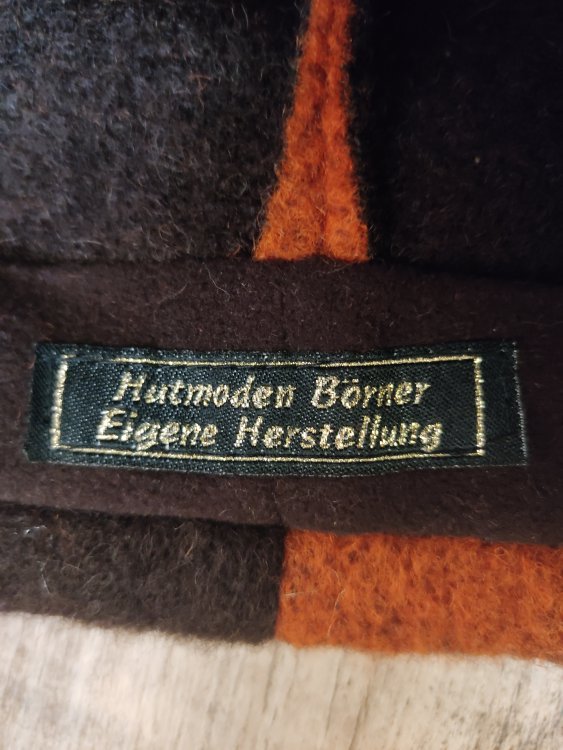 Hutmoden Börner
Eigene Herstellung